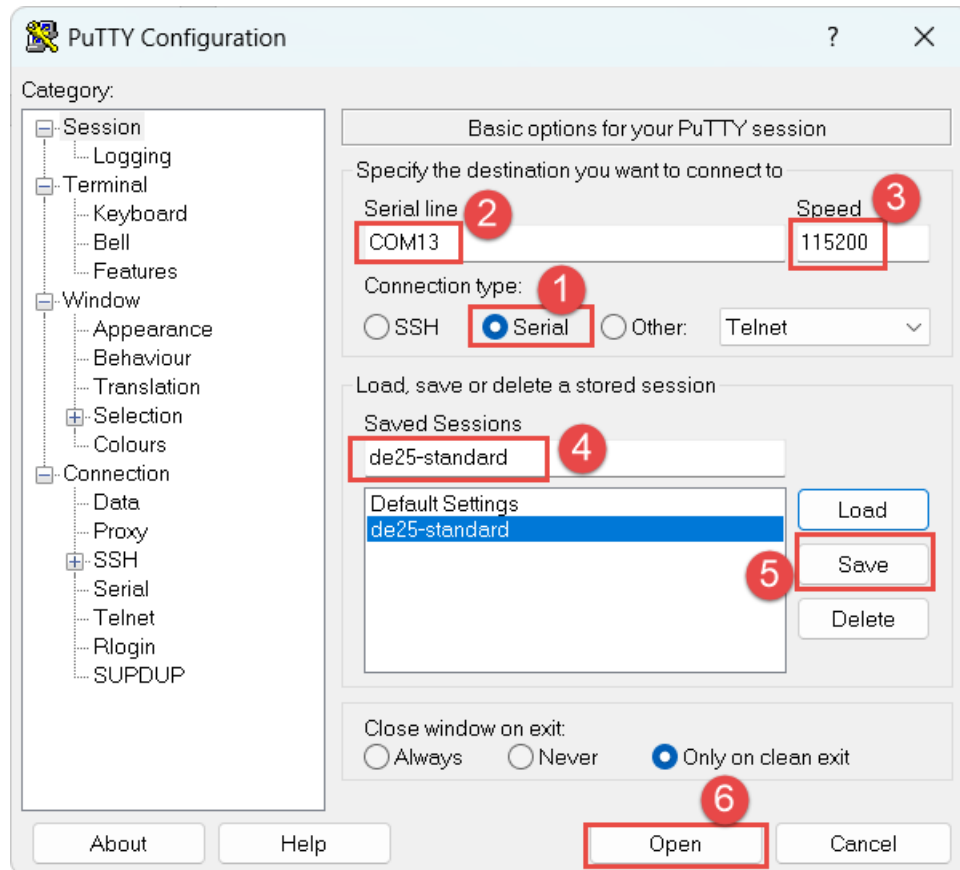 PuTTY Configuration
?
Category:
Session
Logging
Terminal
Keyboard
Bell
Features
Window
Appearance
Behaviour
Translation
Selection
Colours
Connection
Data
Proxy
SSH
Serial
Telnet
Rlogin
SUPDUP
Basic options for your PuTTY session
Specify the destination you want to connect to
Serial line 2 Speed 3
COM13 115200
Connection type: 1
SSH Serial Other: Telnet
Load, save or delete a stored session
Saved Sessions
de25-standard 4
Default Settings
de25-standard
Load
5 Save
Delete
Close window on exit:
Always Never Only on clean exit
6
About Help Open Cancel